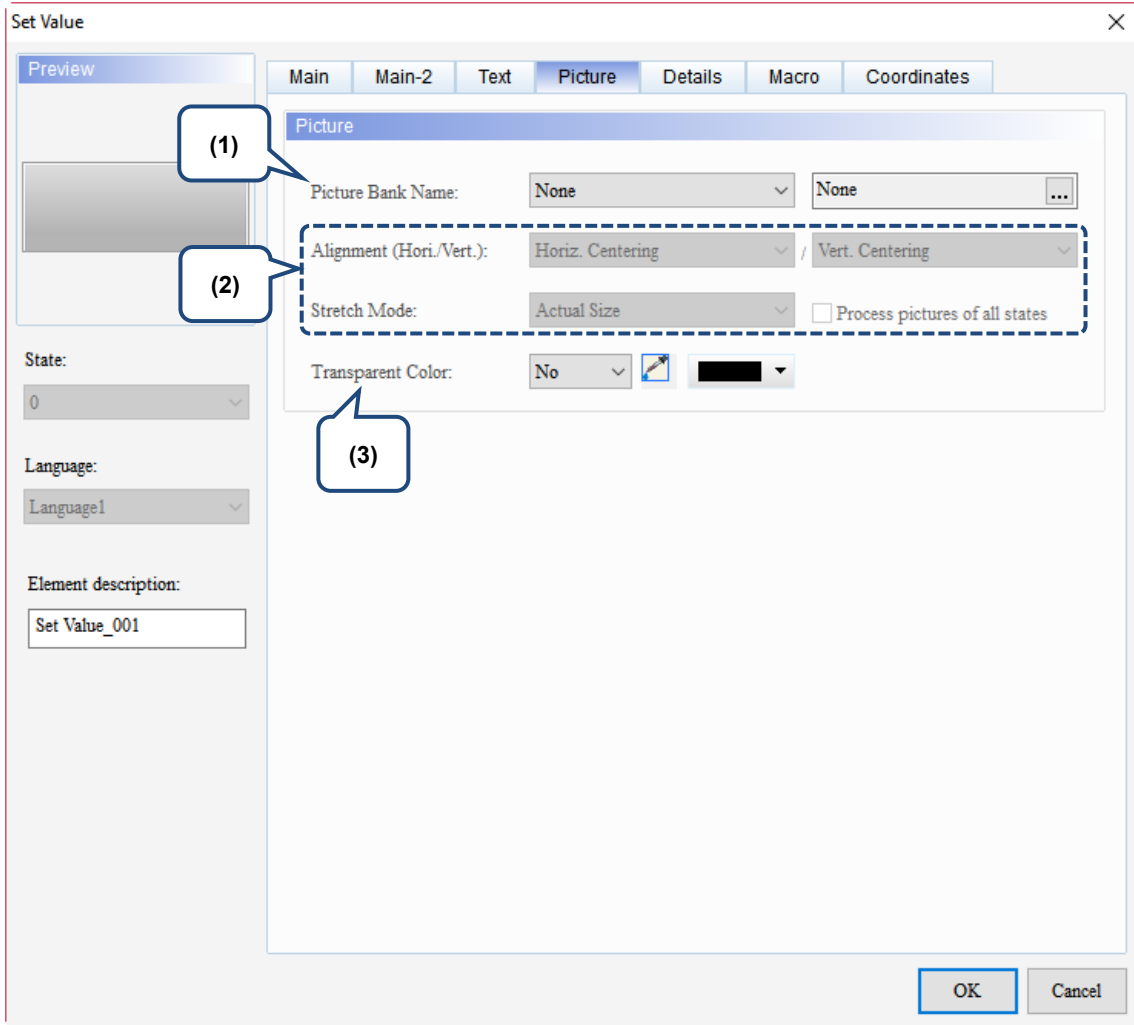 Set Value
Preview
Main Main-2 Text Picture Details Macro Coordinates
Picture
(1)
Picture Bank Name: None None ...
Alignment (Hori./Vert.): Horiz. Centering / Vert. Centering
(2)
Stretch Mode: Actual Size Process pictures of all states
State:
0
Transparent Color: No
(3)
Language:
Language1
Element description:
Set Value_001
OK Cancel